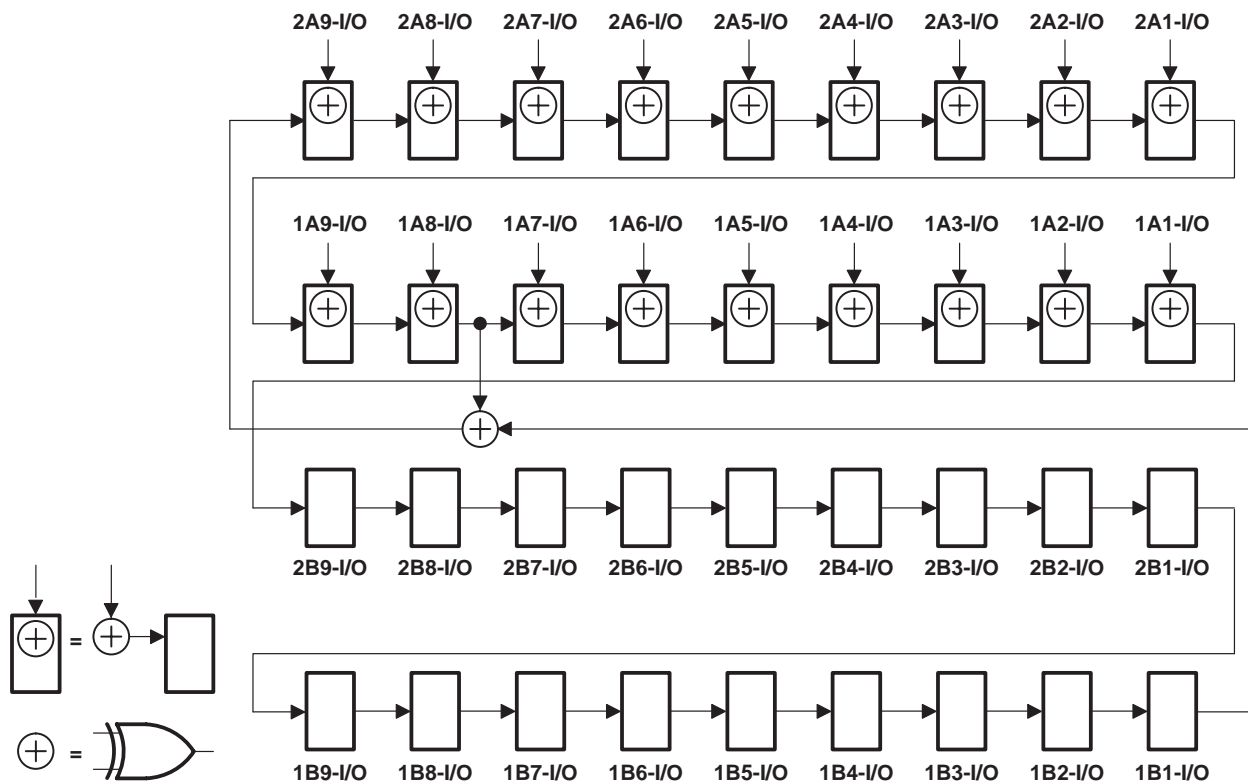 2A9-I/O 2A8-I/O 2A7-I/O 2A6-I/O 2A5-I/O 2A4-I/O 2A3-I/O 2A2-I/O 2A1-I/O
1A9-I/O 1A8-I/O 1A7-I/O 1A6-I/O 1A5-I/O 1A4-I/O 1A3-I/O 1A2-I/O 1A1-I/O
2B9-I/O 2B8-I/O 2B7-I/O 2B6-I/O 2B5-I/O 2B4-I/O 2B3-I/O 2B2-I/O 2B1-I/O
=
=
1B9-I/O 1B8-I/O 1B7-I/O 1B6-I/O 1B5-I/O 1B4-I/O 1B3-I/O 1B2-I/O 1B1-I/O